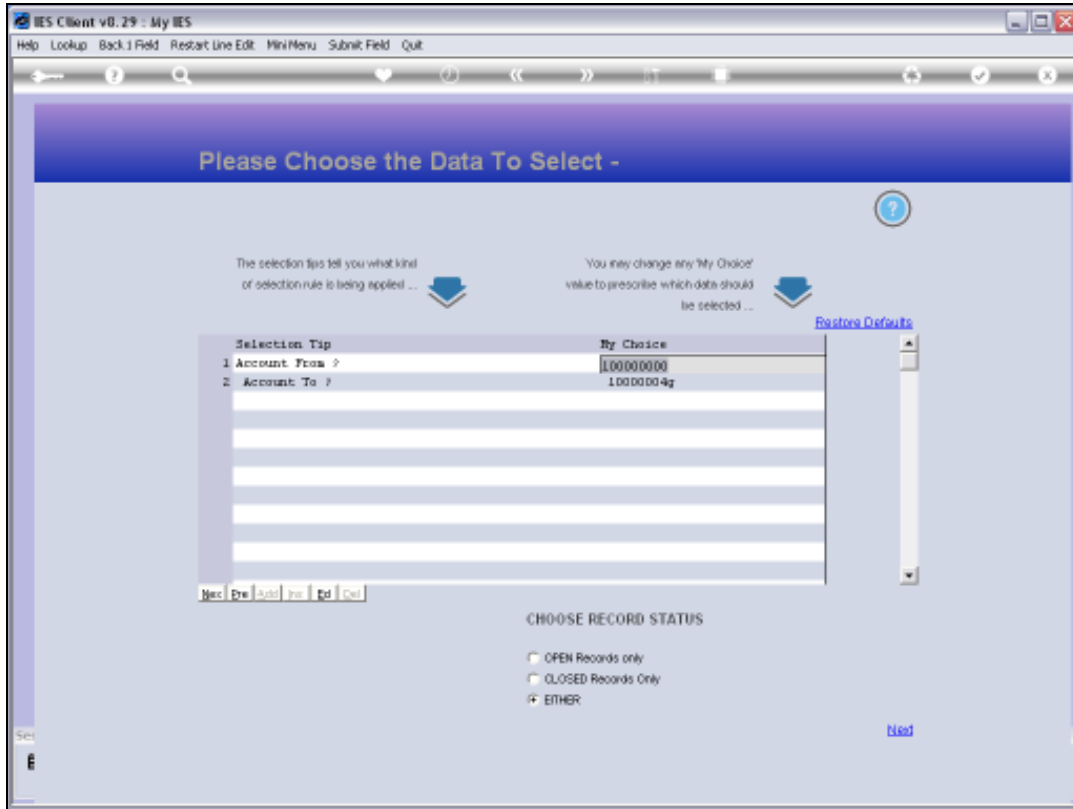 IES Client v8.29 : My IES
Help Lookup Back 1 Field Restart Line Edit MiniMenu Submit Field Quit
Please Choose the Data To Select -
The selection tips tell you what kind
of selection rule is being applied ...
You may change any 'My Choice'
value to prescribe which data should
be selected ...
Restore Defaults
Selection Tip My Choice
1 Account From ? 100000000
2 Account To ? 10000004g
Nex Pre Add Ins Ed Del
CHOOSE RECORD STATUS
OPEN Records only
CLOSED Records Only
EITHER
Next
Ser